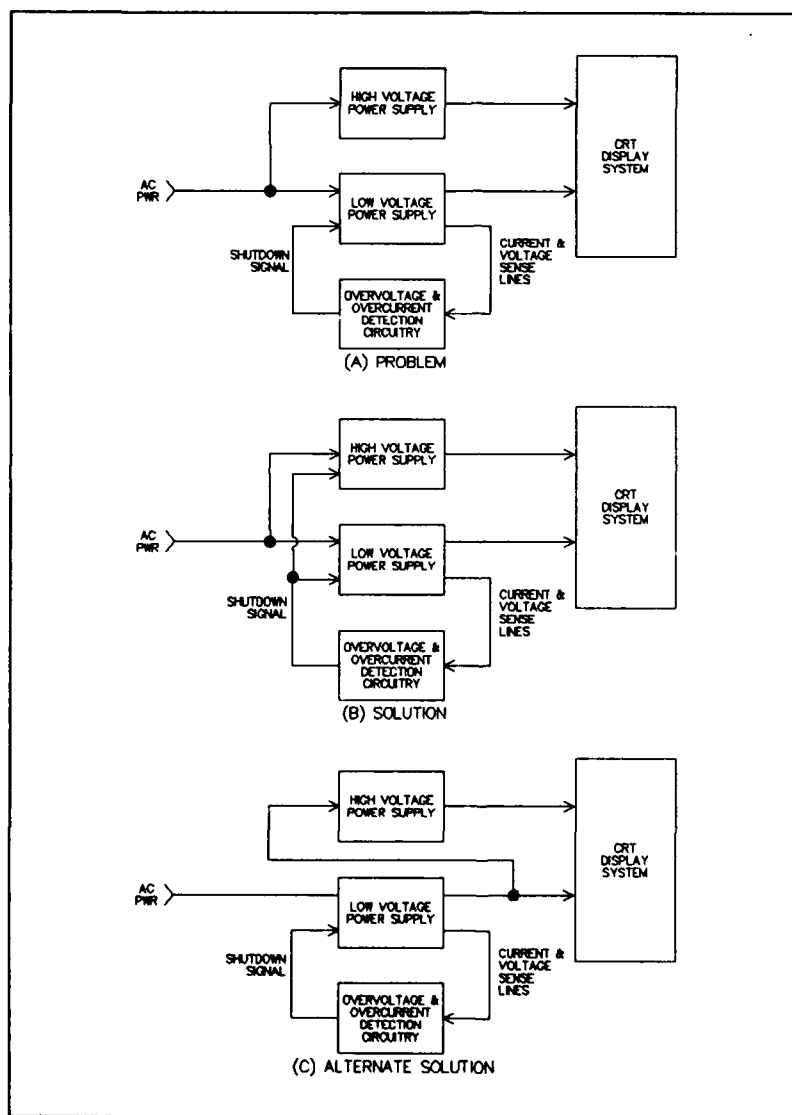 HIGH VOLTAGE
POWER SUPPLY
CRT
DISPLAY
SYSTEM
AC
PWR
LOW VOLTAGE
POWER SUPPLY
SHUTDOWN
SIGNAL
CURRENT &
VOLTAGE
SENSE
LINES
OVERVOLTAGE &
OVERCURRENT
DETECTION
CIRCUITRY
(A) PROBLEM
HIGH VOLTAGE
POWER SUPPLY
CRT
DISPLAY
SYSTEM
AC
PWR
LOW VOLTAGE
POWER SUPPLY
SHUTDOWN
SIGNAL
CURRENT &
VOLTAGE
SENSE
LINES
OVERVOLTAGE &
OVERCURRENT
DETECTION
CIRCUITRY
(B) SOLUTION
HIGH VOLTAGE
POWER SUPPLY
CRT
DISPLAY
SYSTEM
AC
PWR
LOW VOLTAGE
POWER SUPPLY
SHUTDOWN
SIGNAL
CURRENT &
VOLTAGE
SENSE
LINES
OVERVOLTAGE &
OVERCURRENT
DETECTION
CIRCUITRY
(C) ALTERNATE SOLUTION